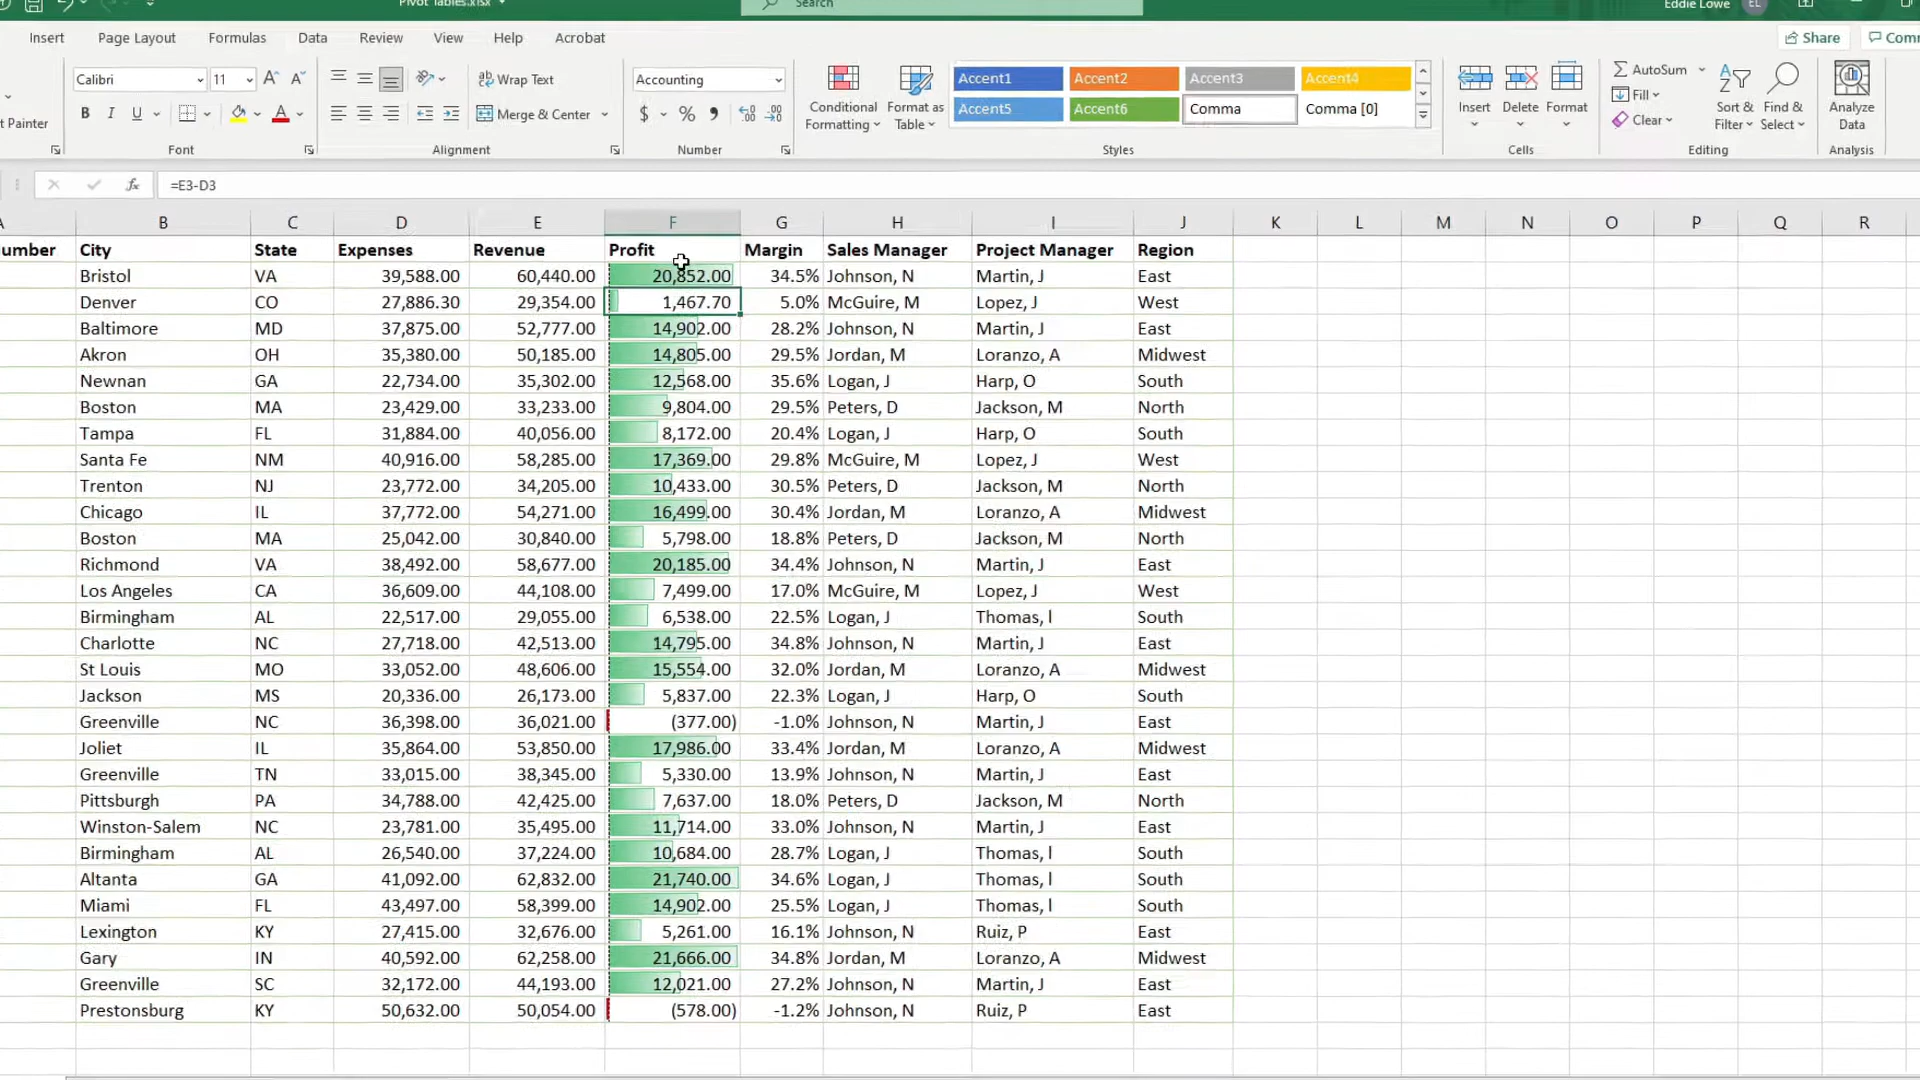 Pivot Tables.xlsx
Search
Eddie Lowe EL
Insert Page Layout Formulas Data Review View Help Acrobat
Share
Calibri 11 Wrap Text Accounting Accent1 Accent2 Accent3 Accent4 AutoSum
Conditional Formatting Format as Table Insert Delete Format Fill Sort & Filter Find & Select Analyze Data
t Painter B I U Merge & Center $ % Accent5 Accent6 Comma Comma [0] Clear
Font Alignment Number Styles Cells Editing Analysis
fx =E3-D3
A B C D E F G H I J K L M N O P Q R
umber City State Expenses Revenue Profit Margin Sales Manager Project Manager Region
Bristol VA 39,588.00 60,440.00 20,852.00 34.5% Johnson, N Martin, J East
Denver CO 27,886.30 29,354.00 1,467.70 5.0% McGuire, M Lopez, J West
Baltimore MD 37,875.00 52,777.00 14,902.00 28.2% Johnson, N Martin, J East
Akron OH 35,380.00 50,185.00 14,805.00 29.5% Jordan, M Loranzo, A Midwest
Newnan GA 22,734.00 35,302.00 12,568.00 35.6% Logan, J Harp, O South
Boston MA 23,429.00 33,233.00 9,804.00 29.5% Peters, D Jackson, M North
Tampa FL 31,884.00 40,056.00 8,172.00 20.4% Logan, J Harp, O South
Santa Fe NM 40,916.00 58,285.00 17,369.00 29.8% McGuire, M Lopez, J West
Trenton NJ 23,772.00 34,205.00 10,433.00 30.5% Peters, D Jackson, M North
Chicago IL 37,772.00 54,271.00 16,499.00 30.4% Jordan, M Loranzo, A Midwest
Boston MA 25,042.00 30,840.00 5,798.00 18.8% Peters, D Jackson, M North
Richmond VA 38,492.00 58,677.00 20,185.00 34.4% Johnson, N Martin, J East
Los Angeles CA 36,609.00 44,108.00 7,499.00 17.0% McGuire, M Lopez, J West
Birmingham AL 22,517.00 29,055.00 6,538.00 22.5% Logan, J Thomas, l South
Charlotte NC 27,718.00 42,513.00 14,795.00 34.8% Johnson, N Martin, J East
St Louis MO 33,052.00 48,606.00 15,554.00 32.0% Jordan, M Loranzo, A Midwest
Jackson MS 20,336.00 26,173.00 5,837.00 22.3% Logan, J Harp, O South
Greenville NC 36,398.00 36,021.00 (377.00) -1.0% Johnson, N Martin, J East
Joliet IL 35,864.00 53,850.00 17,986.00 33.4% Jordan, M Loranzo, A Midwest
Greenville TN 33,015.00 38,345.00 5,330.00 13.9% Johnson, N Martin, J East
Pittsburgh PA 34,788.00 42,425.00 7,637.00 18.0% Peters, D Jackson, M North
Winston-Salem NC 23,781.00 35,495.00 11,714.00 33.0% Johnson, N Martin, J East
Birmingham AL 26,540.00 37,224.00 10,684.00 28.7% Logan, J Thomas, l South
Altanta GA 41,092.00 62,832.00 21,740.00 34.6% Logan, J Thomas, l South
Miami FL 43,497.00 58,399.00 14,902.00 25.5% Logan, J Thomas, l South
Lexington KY 27,415.00 32,676.00 5,261.00 16.1% Johnson, N Ruiz, P East
Gary IN 40,592.00 62,258.00 21,666.00 34.8% Jordan, M Loranzo, A Midwest
Greenville SC 32,172.00 44,193.00 12,021.00 27.2% Johnson, N Martin, J East
Prestonsburg KY 50,632.00 50,054.00 (578.00) -1.2% Johnson, N Ruiz, P East